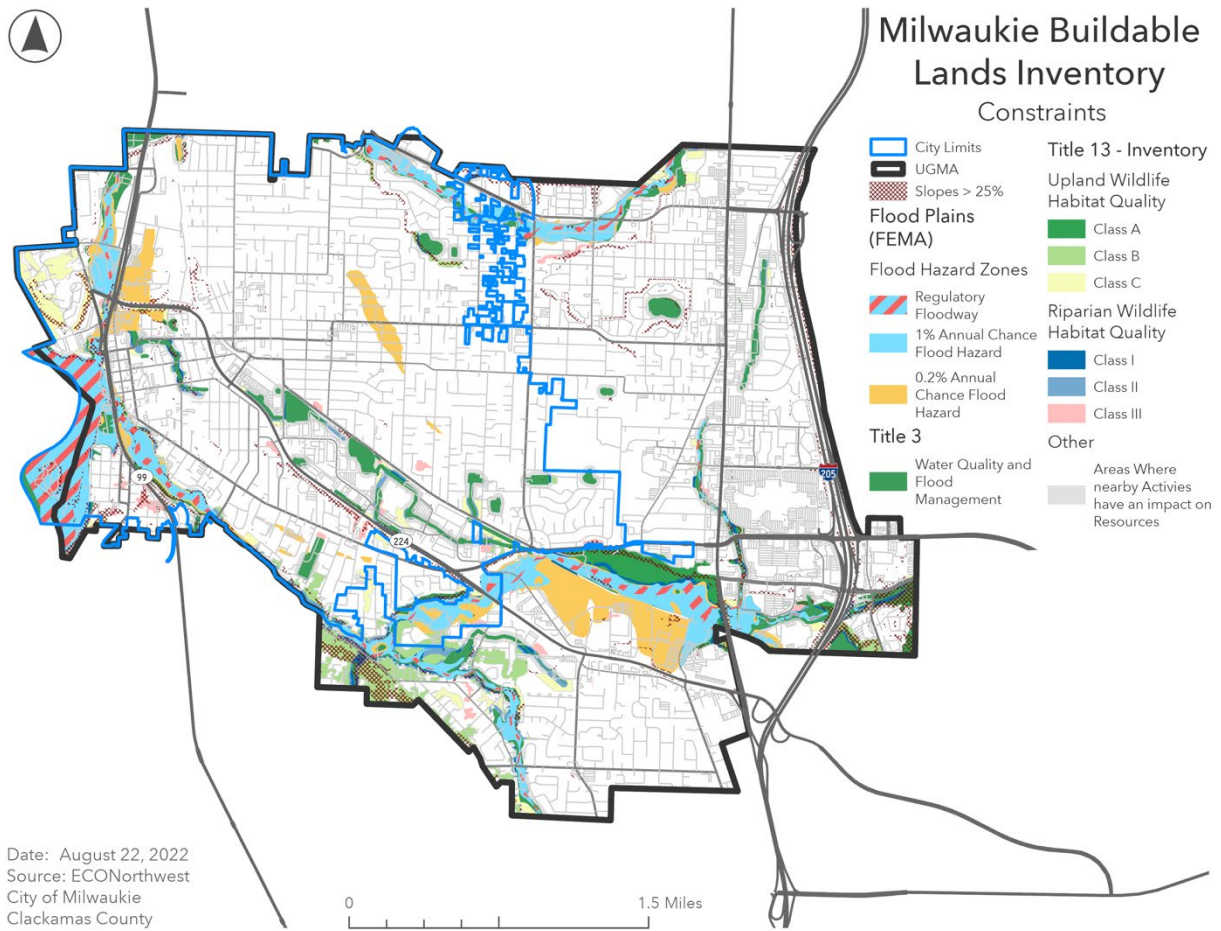 Milwaukie Buildable
Lands Inventory
Constraints
City Limits
UGMA
Slopes > 25%
Flood Plains
(FEMA)
Flood Hazard Zones
Regulatory
Floodway
1% Annual Chance
Flood Hazard
0.2% Annual
Chance Flood
Hazard
Title 3
Water Quality and
Flood
Management
Title 13 - Inventory
Upland Wildlife
Habitat Quality
Class A
Class B
Class C
Riparian Wildlife
Habitat Quality
Class I
Class II
Class III
Other
Areas Where
nearby Activies
have an impact on
Resources
205
99
224
Date: August 22, 2022
Source: ECONorthwest
City of Milwaukie
Clackamas County
0 1.5 Miles